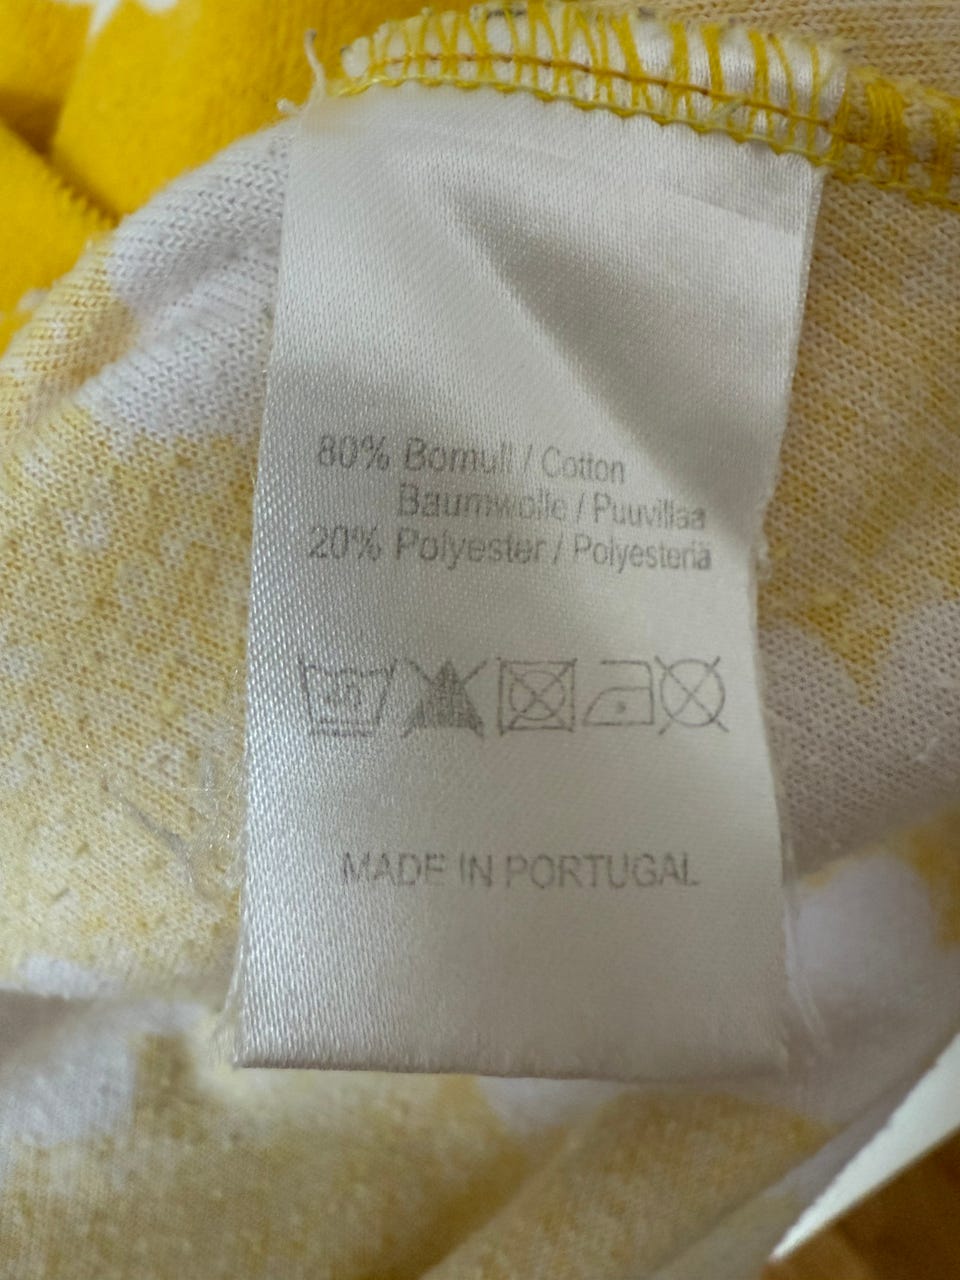 80% Bomull / Cotton
Baumwolle / Puuvillaa
20% Polyester / Polyesteriä
MADE IN PORTUGAL